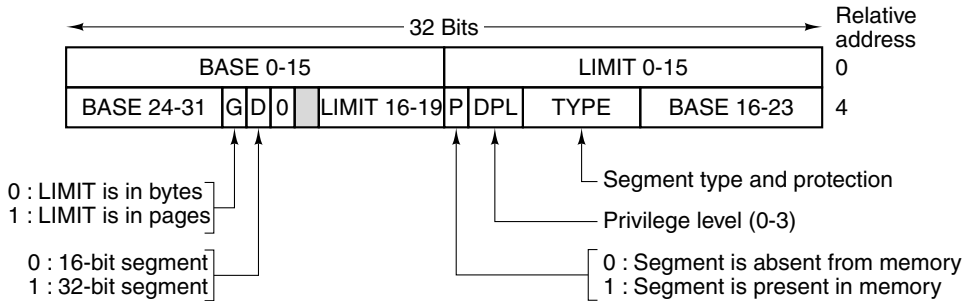 32 Bits
Relative
address
BASE 0-15 LIMIT 0-15 0
BASE 24-31 G D 0 LIMIT 16-19 P DPL TYPE BASE 16-23 4
0 : LIMIT is in bytes
1 : LIMIT is in pages
0 : 16-bit segment
1 : 32-bit segment
Segment type and protection
Privilege level (0-3)
0 : Segment is absent from memory
1 : Segment is present in memory